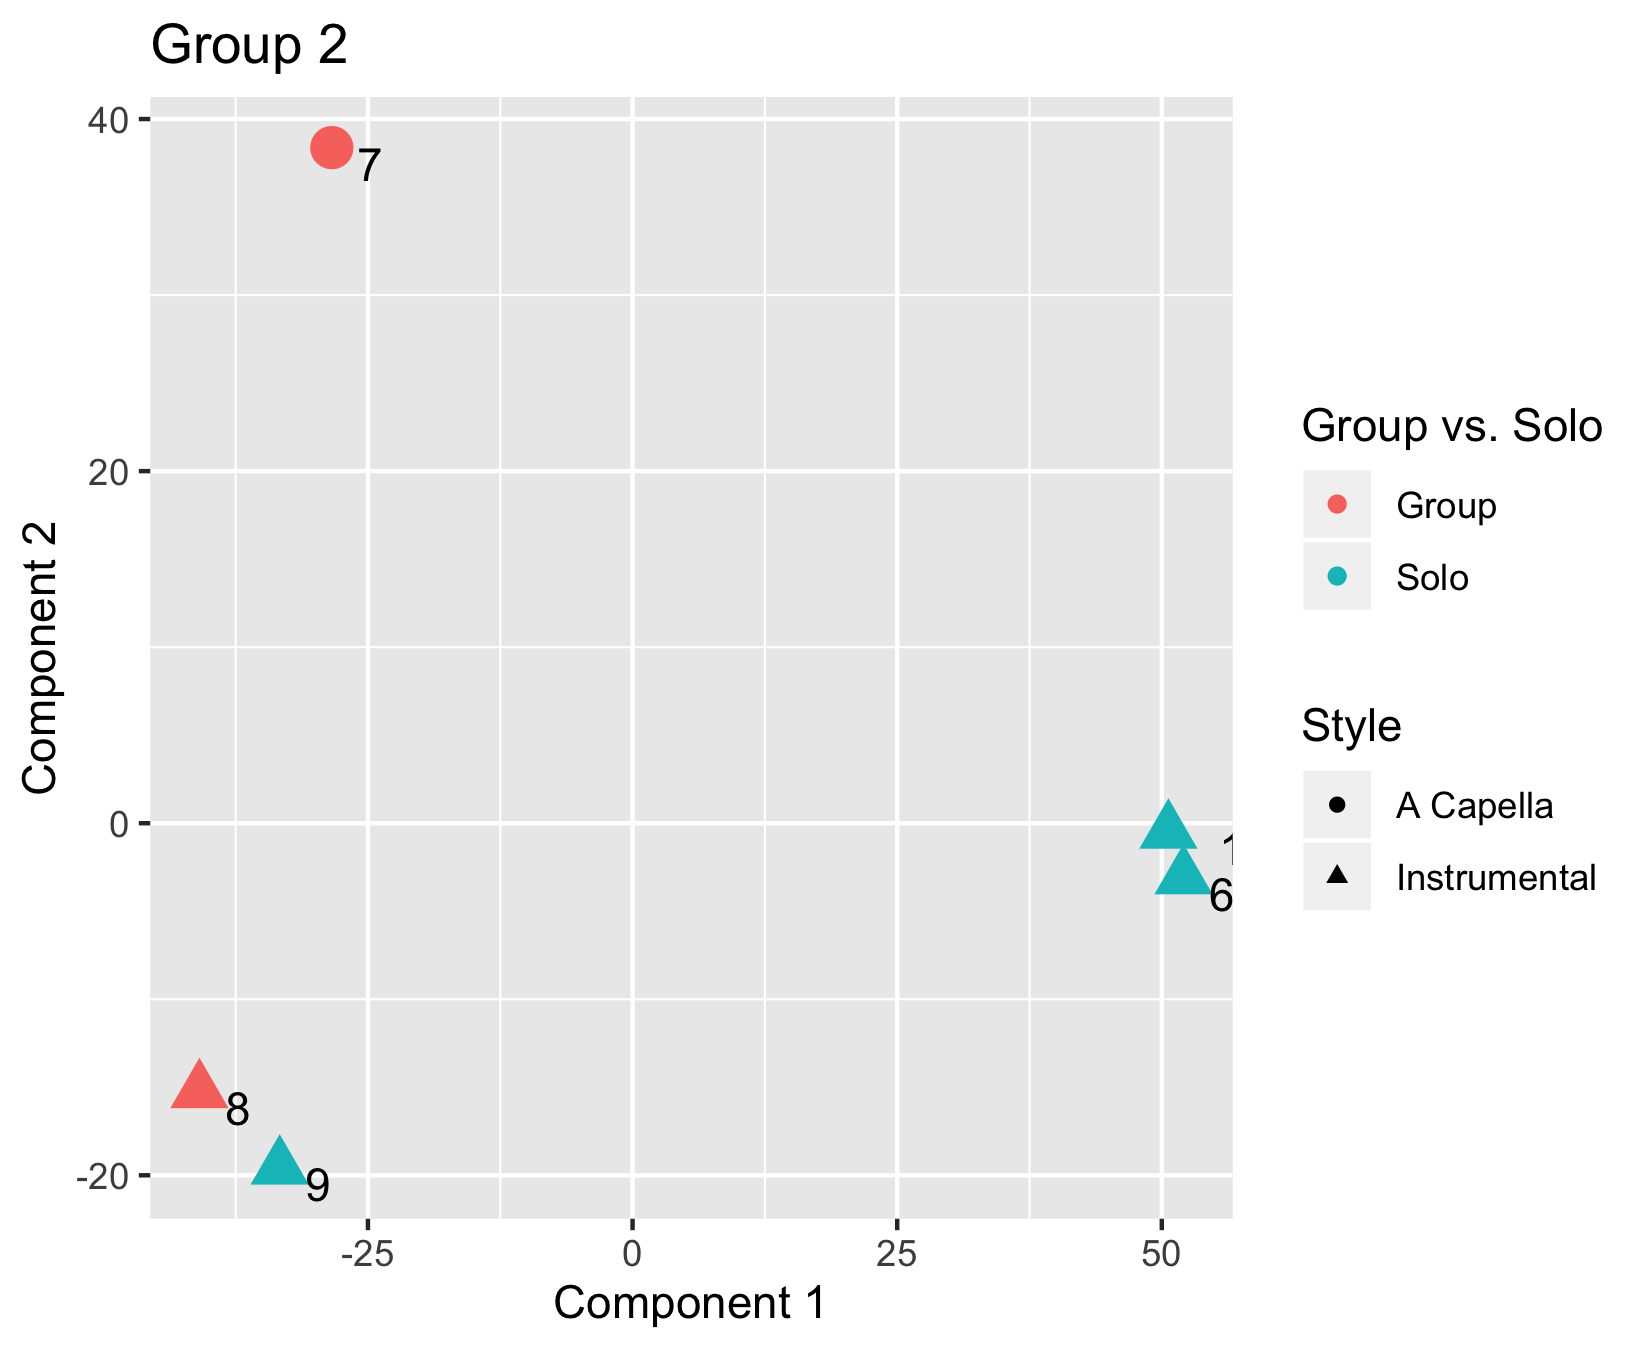 Group 2
40
20
0
-20
Component 2
7
6
8
9
-25
0
25
50
Component 1
Group vs. Solo
Group
Solo
Style
A Capella
Instrumental